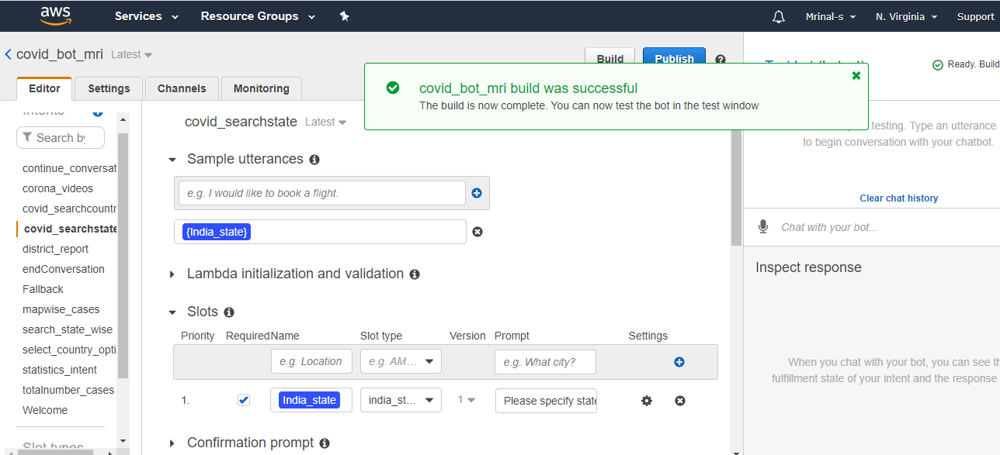 aws
Services
Resource Groups
Mrinal-s
N. Virginia
Support
covid_bot_mri Latest
Build
Publish
Ready. Build
Editor
Settings
Channels
Monitoring
covid_bot_mri build was successful
The build is now complete. You can now test the bot in the test window
Intents
Search by
continue_conversat
corona_videos
covid_searchcountr
covid_searchstate
district_report
endConversation
Fallback
mapwise_cases
search_state_wise
select_country_opti
statistics_intent
totalnumber_cases
Welcome
Slot types
covid_searchstate Latest
Sample utterances
e.g. I would like to book a flight.
{India_state}
Lambda initialization and validation
Slots
Priority Required Name Slot type Version Prompt Settings
e.g. Location e.g. AM... e.g. What city?
1. India_state india_st... 1 Please specify state
Confirmation prompt
testing. Type an utterance
to begin conversation with your chatbot.
Clear chat history
Chat with your bot...
Inspect response
When you chat with your bot, you can see th
fulfillment state of your intent and the response